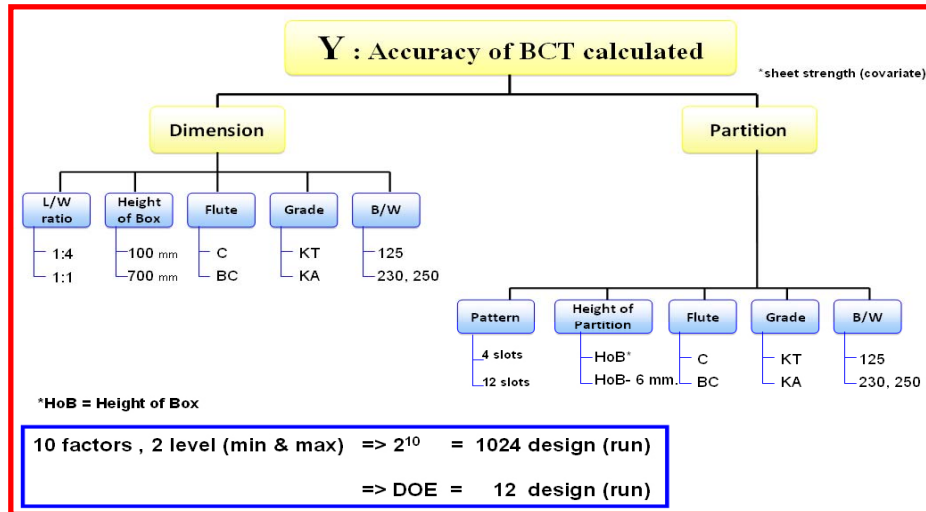 Y : Accuracy of BCT calculated
*sheet strength (covariate)
Dimension
Partition
L/W ratio
Height of Box
Flute
Grade
B/W
1:4
100 mm
C
KT
125
1:1
700 mm
BC
KA
230, 250
Pattern
Height of Partition
Flute
Grade
B/W
4 slots
HoB*
C
KT
125
12 slots
HoB- 6 mm.
BC
KA
230, 250
*HoB = Height of Box
10 factors , 2 level (min & max) => 2¹⁰ = 1024 design (run)
=> DOE = 12 design (run)